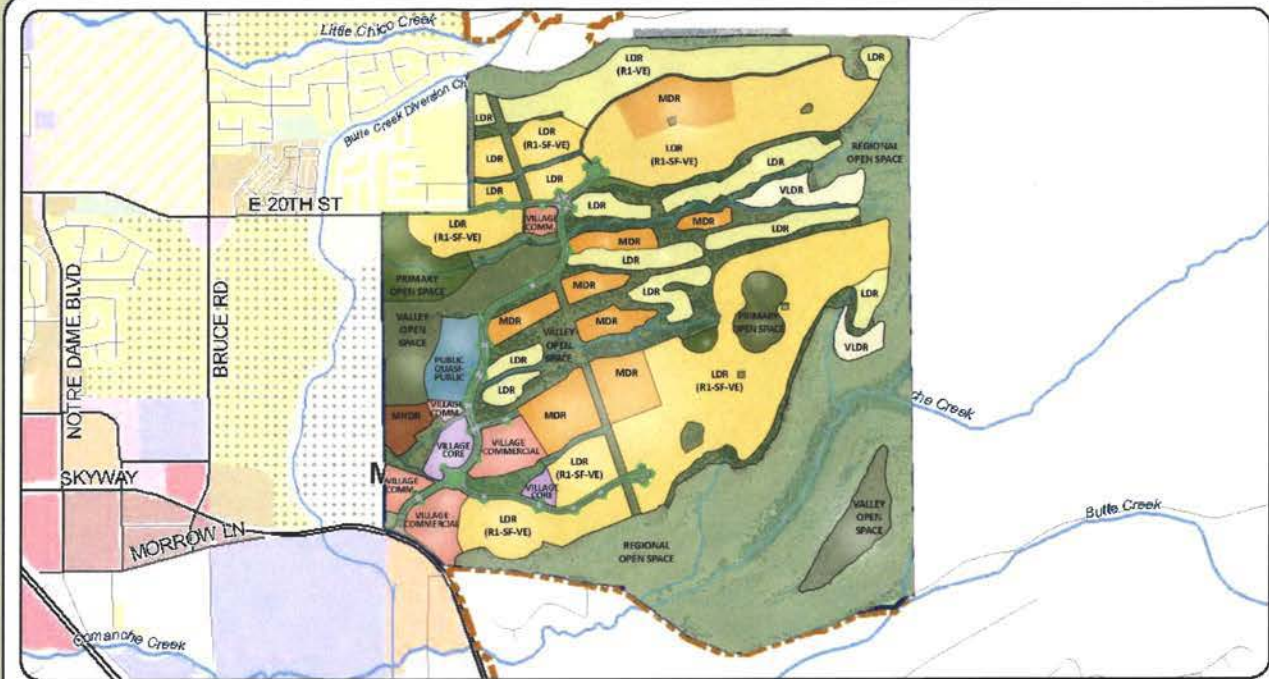 Little Chico Creek
Butte Creek Diversion Ch
E 20TH ST
NOTRE DAME BLVD
BRUCE RD
SKYWAY
MORROW LN
Comanche Creek
M
LDR
(R1-VE)
LDR
MDR
LDR
LDR
(R1-SF-VE)
LDR
(R1-SF-VE)
REGIONAL
OPEN SPACE
LDR
LDR
LDR
LDR
VLDR
LDR
LDR
(R1-SF-VE)
VILLAGE
COMM.
MDR
LDR
MDR
LDR
PRIMARY
OPEN SPACE
MDR
LDR
LDR
VALLEY
OPEN
SPACE
MDR
VALLEY
OPEN
SPACE
MDR
PRIMARY
OPEN SPACE
VLDR
PUBLIC
QUASI-
PUBLIC
LDR
LDR
MDR
LDR
(R1-SF-VE)
MHDR
VILLAGE
COMM.
MDR
VILLAGE
CORE
VILLAGE
COMMERCIAL
LDR
(R1-SF-VE)
VILLAGE
COMM.
VILLAGE
CORE
VILLAGE
COMMERCIAL
LDR
(R1-SF-VE)
REGIONAL
OPEN SPACE
VALLEY
OPEN
SPACE
che Creek
Butte Creek